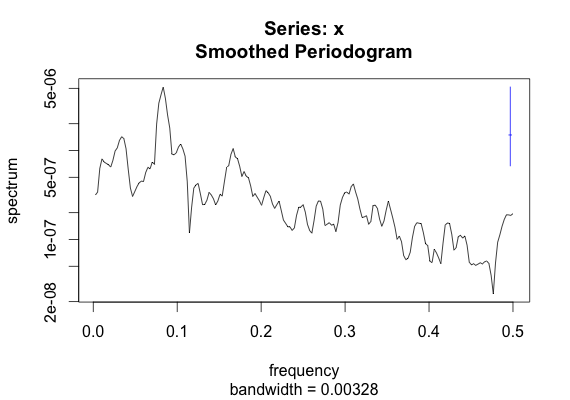 Series: x
Smoothed Periodogram
5e-06
5e-07
1e-07
2e-08
spectrum
0.0 0.1 0.2 0.3 0.4 0.5
frequency
bandwidth = 0.00328